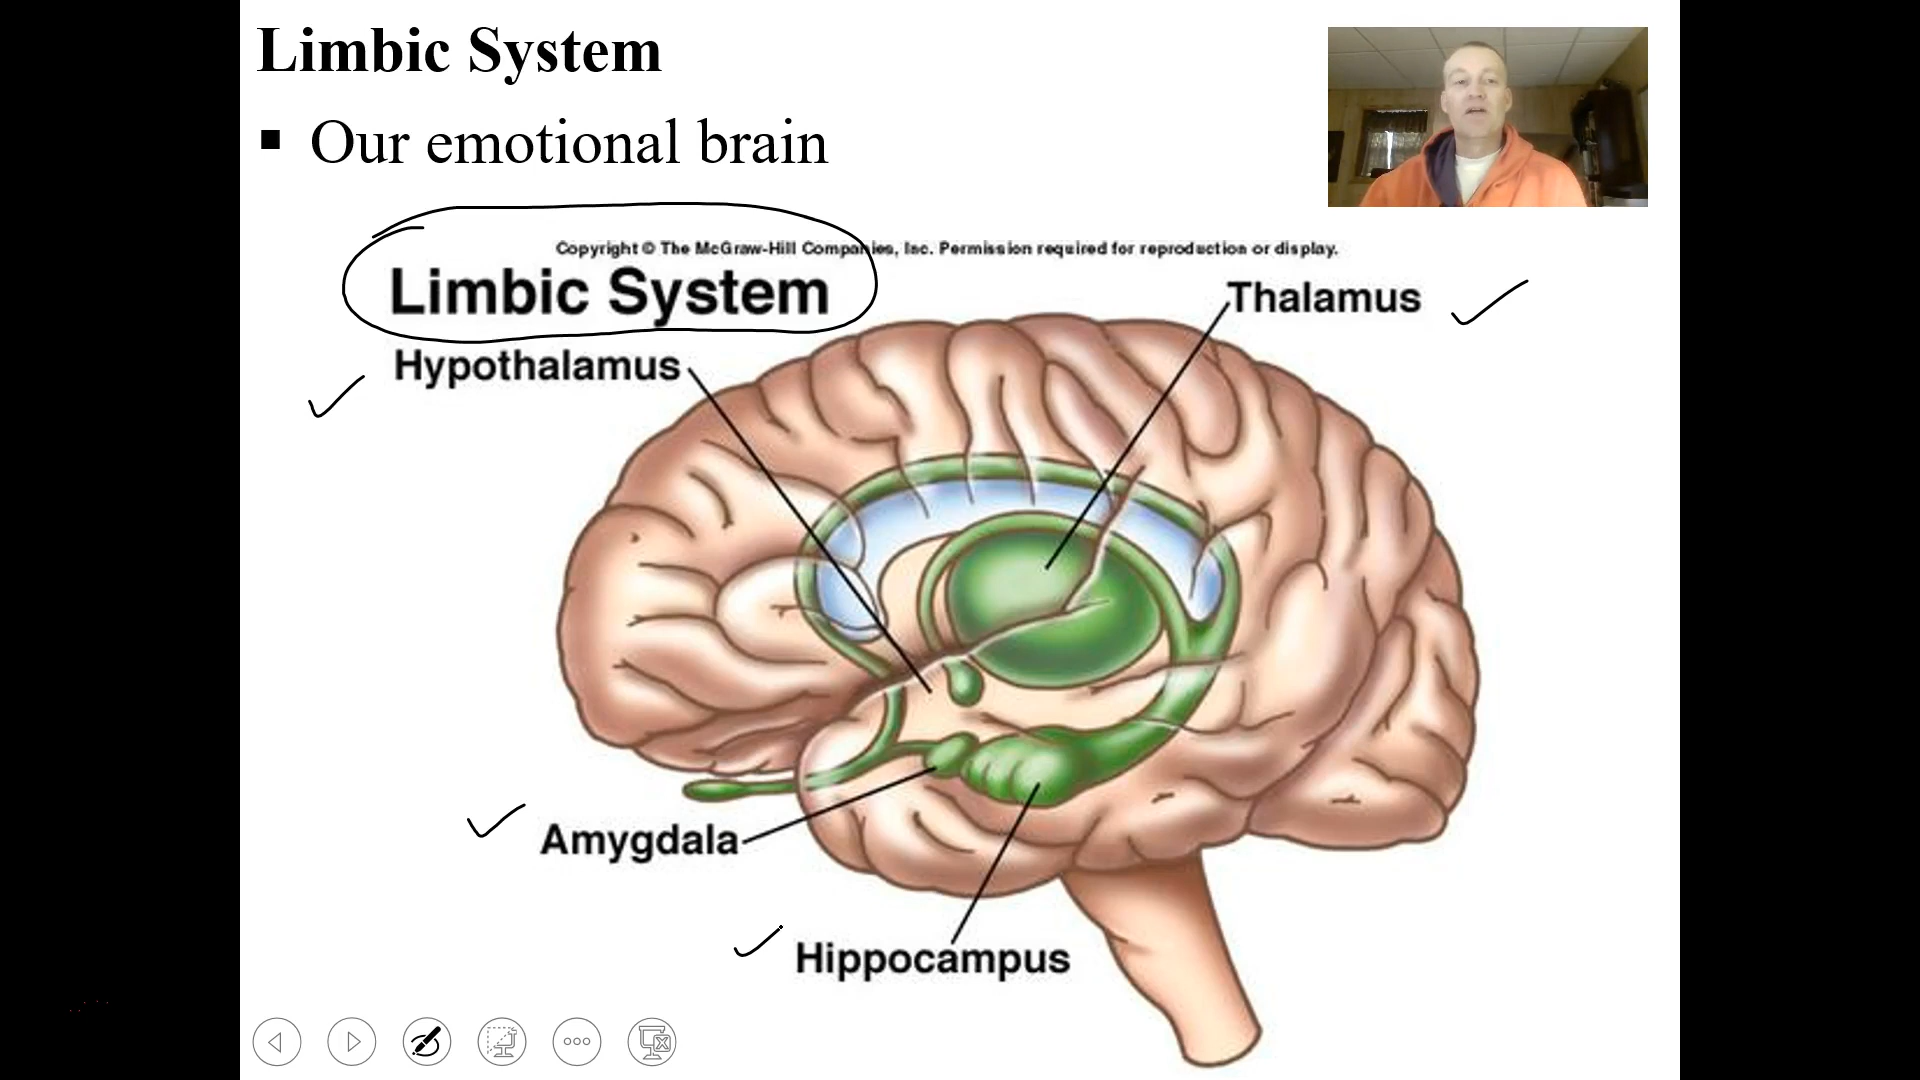 Limbic System
▪ Our emotional brain
Copyright © The McGraw-Hill Companies, Inc. Permission required for reproduction or display.
Limbic System
Thalamus
Hypothalamus
Amygdala
Hippocampus